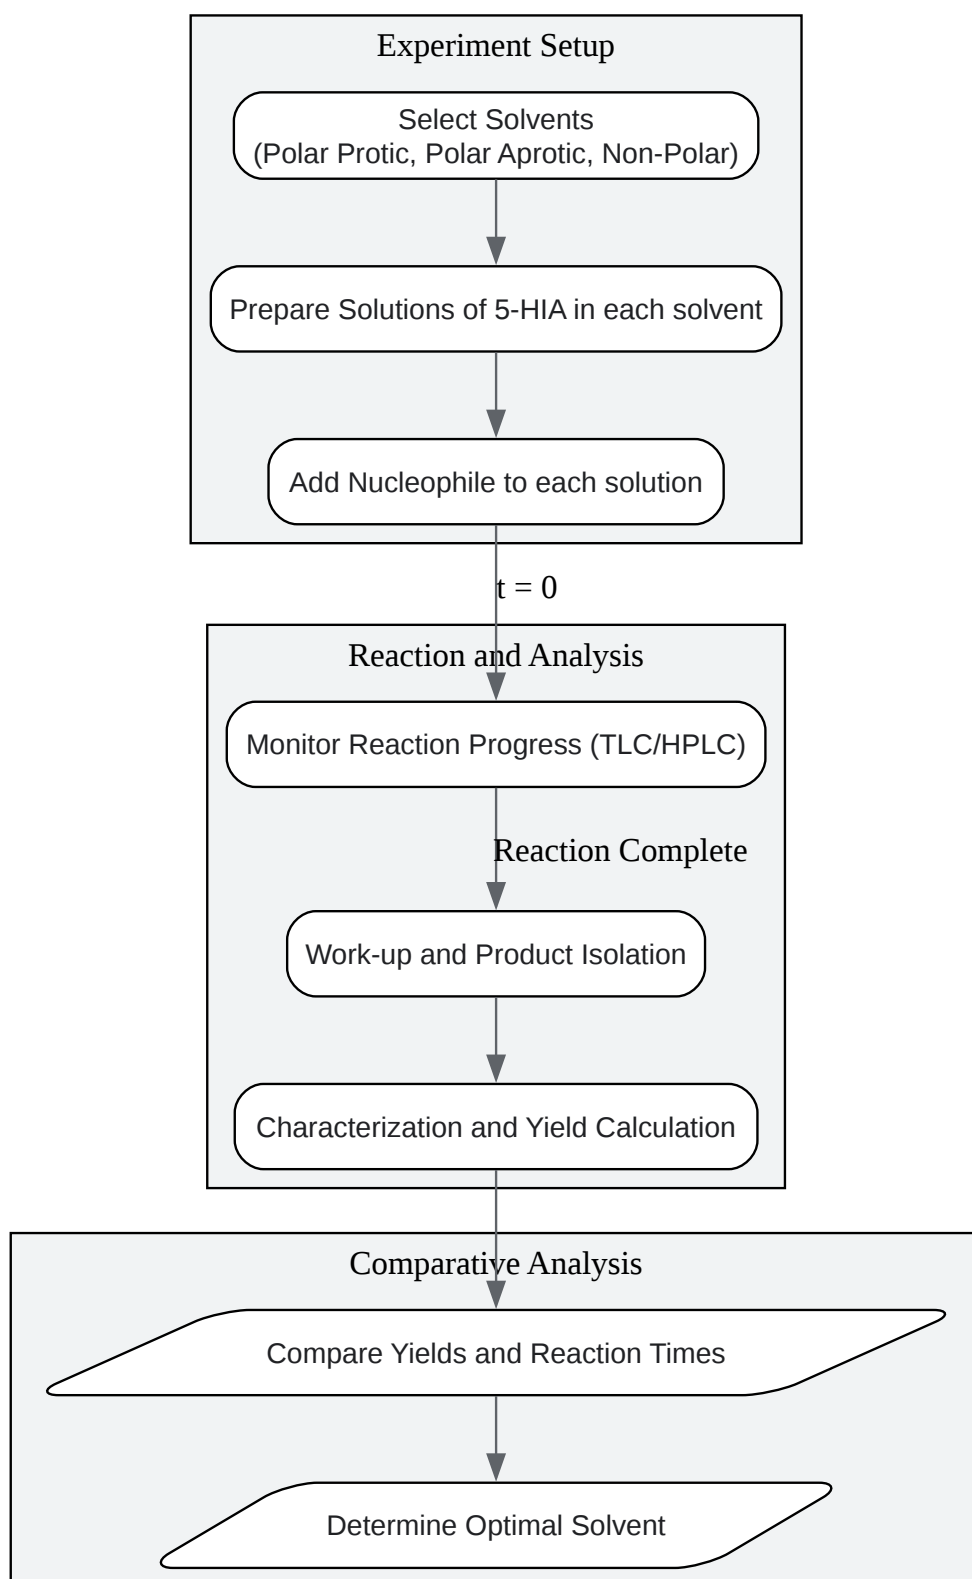 Experiment Setup
Select Solvents
(Polar Protic, Polar Aprotic, Non-Polar)
Prepare Solutions of 5-HIA in each solvent
Add Nucleophile to each solution
t = 0
Reaction and Analysis
Monitor Reaction Progress (TLC/HPLC)
Reaction Complete
Work-up and Product Isolation
Characterization and Yield Calculation
Comparative Analysis
Compare Yields and Reaction Times
Determine Optimal Solvent